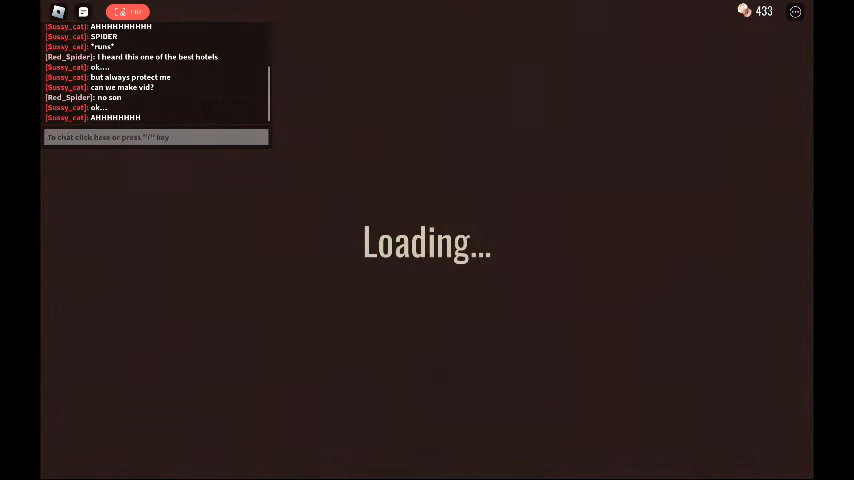 433
[Sussy_cat]: AHHHHHHHHHH
[Sussy_cat]: SPIDER
[Sussy_cat]: *runs*
[Red_Spider]: I heard this one of the best hotels
[Sussy_cat]: ok....
[Sussy_cat]: but always protect me
[Sussy_cat]: can we make vid?
[Red_Spider]: no son
[Sussy_cat]: ok...
[Sussy_cat]: AHHHHHHHH
To chat click here or press "/" key
Loading...